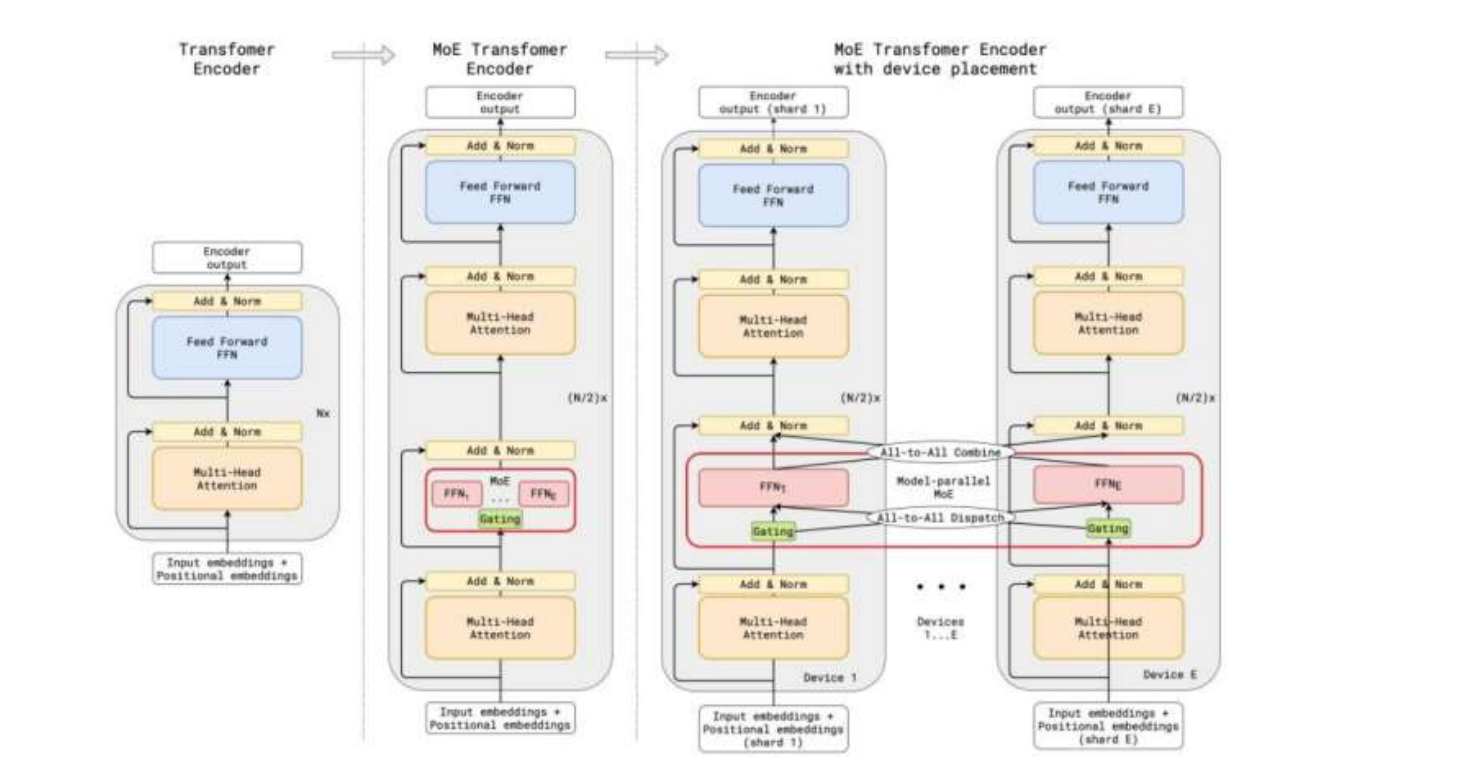 Transfomer
Encoder
Encoder
output
Add & Norm
Feed Forward
FFN
Nx
Add & Norm
Multi-Head
Attention
Input embeddings +
Positional embeddings
MoE Transfomer
Encoder
Encoder
output
Add & Norm
Feed Forward
FFN
Add & Norm
Multi-Head
Attention
(N/2)x
Add & Norm
MoE
FFN₁ ... FFN_E
Gating
Add & Norm
Multi-Head
Attention
Input embeddings +
Positional embeddings
MoE Transfomer Encoder
with device placement
Encoder
output (shard 1)
Add & Norm
Feed Forward
FFN
Add & Norm
Multi-Head
Attention
(N/2)x
Add & Norm
FFN₁
Gating
Add & Norm
Multi-Head
Attention
Device 1
Input embeddings +
Positional embeddings
(shard 1)
All-to-All Combine
Model-parallel
MoE
All-to-All Dispatch
• • •
Devices
1...E
Encoder
output (shard E)
Add & Norm
Feed Forward
FFN
Add & Norm
Multi-Head
Attention
(N/2)x
Add & Norm
FFN_E
Gating
Add & Norm
Multi-Head
Attention
Device E
Input embeddings +
Positional embeddings
(shard E)